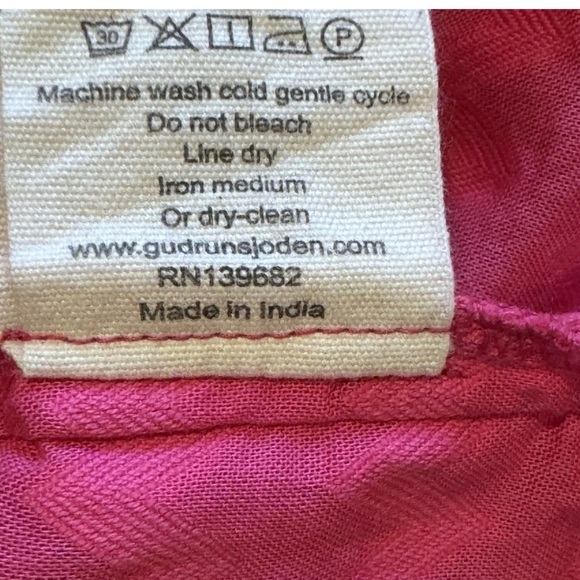 30 P
Machine wash cold gentle cycle
Do not bleach
Line dry
Iron medium
Or dry-clean
www.gudrunsjoden.com
RN139682
Made in India